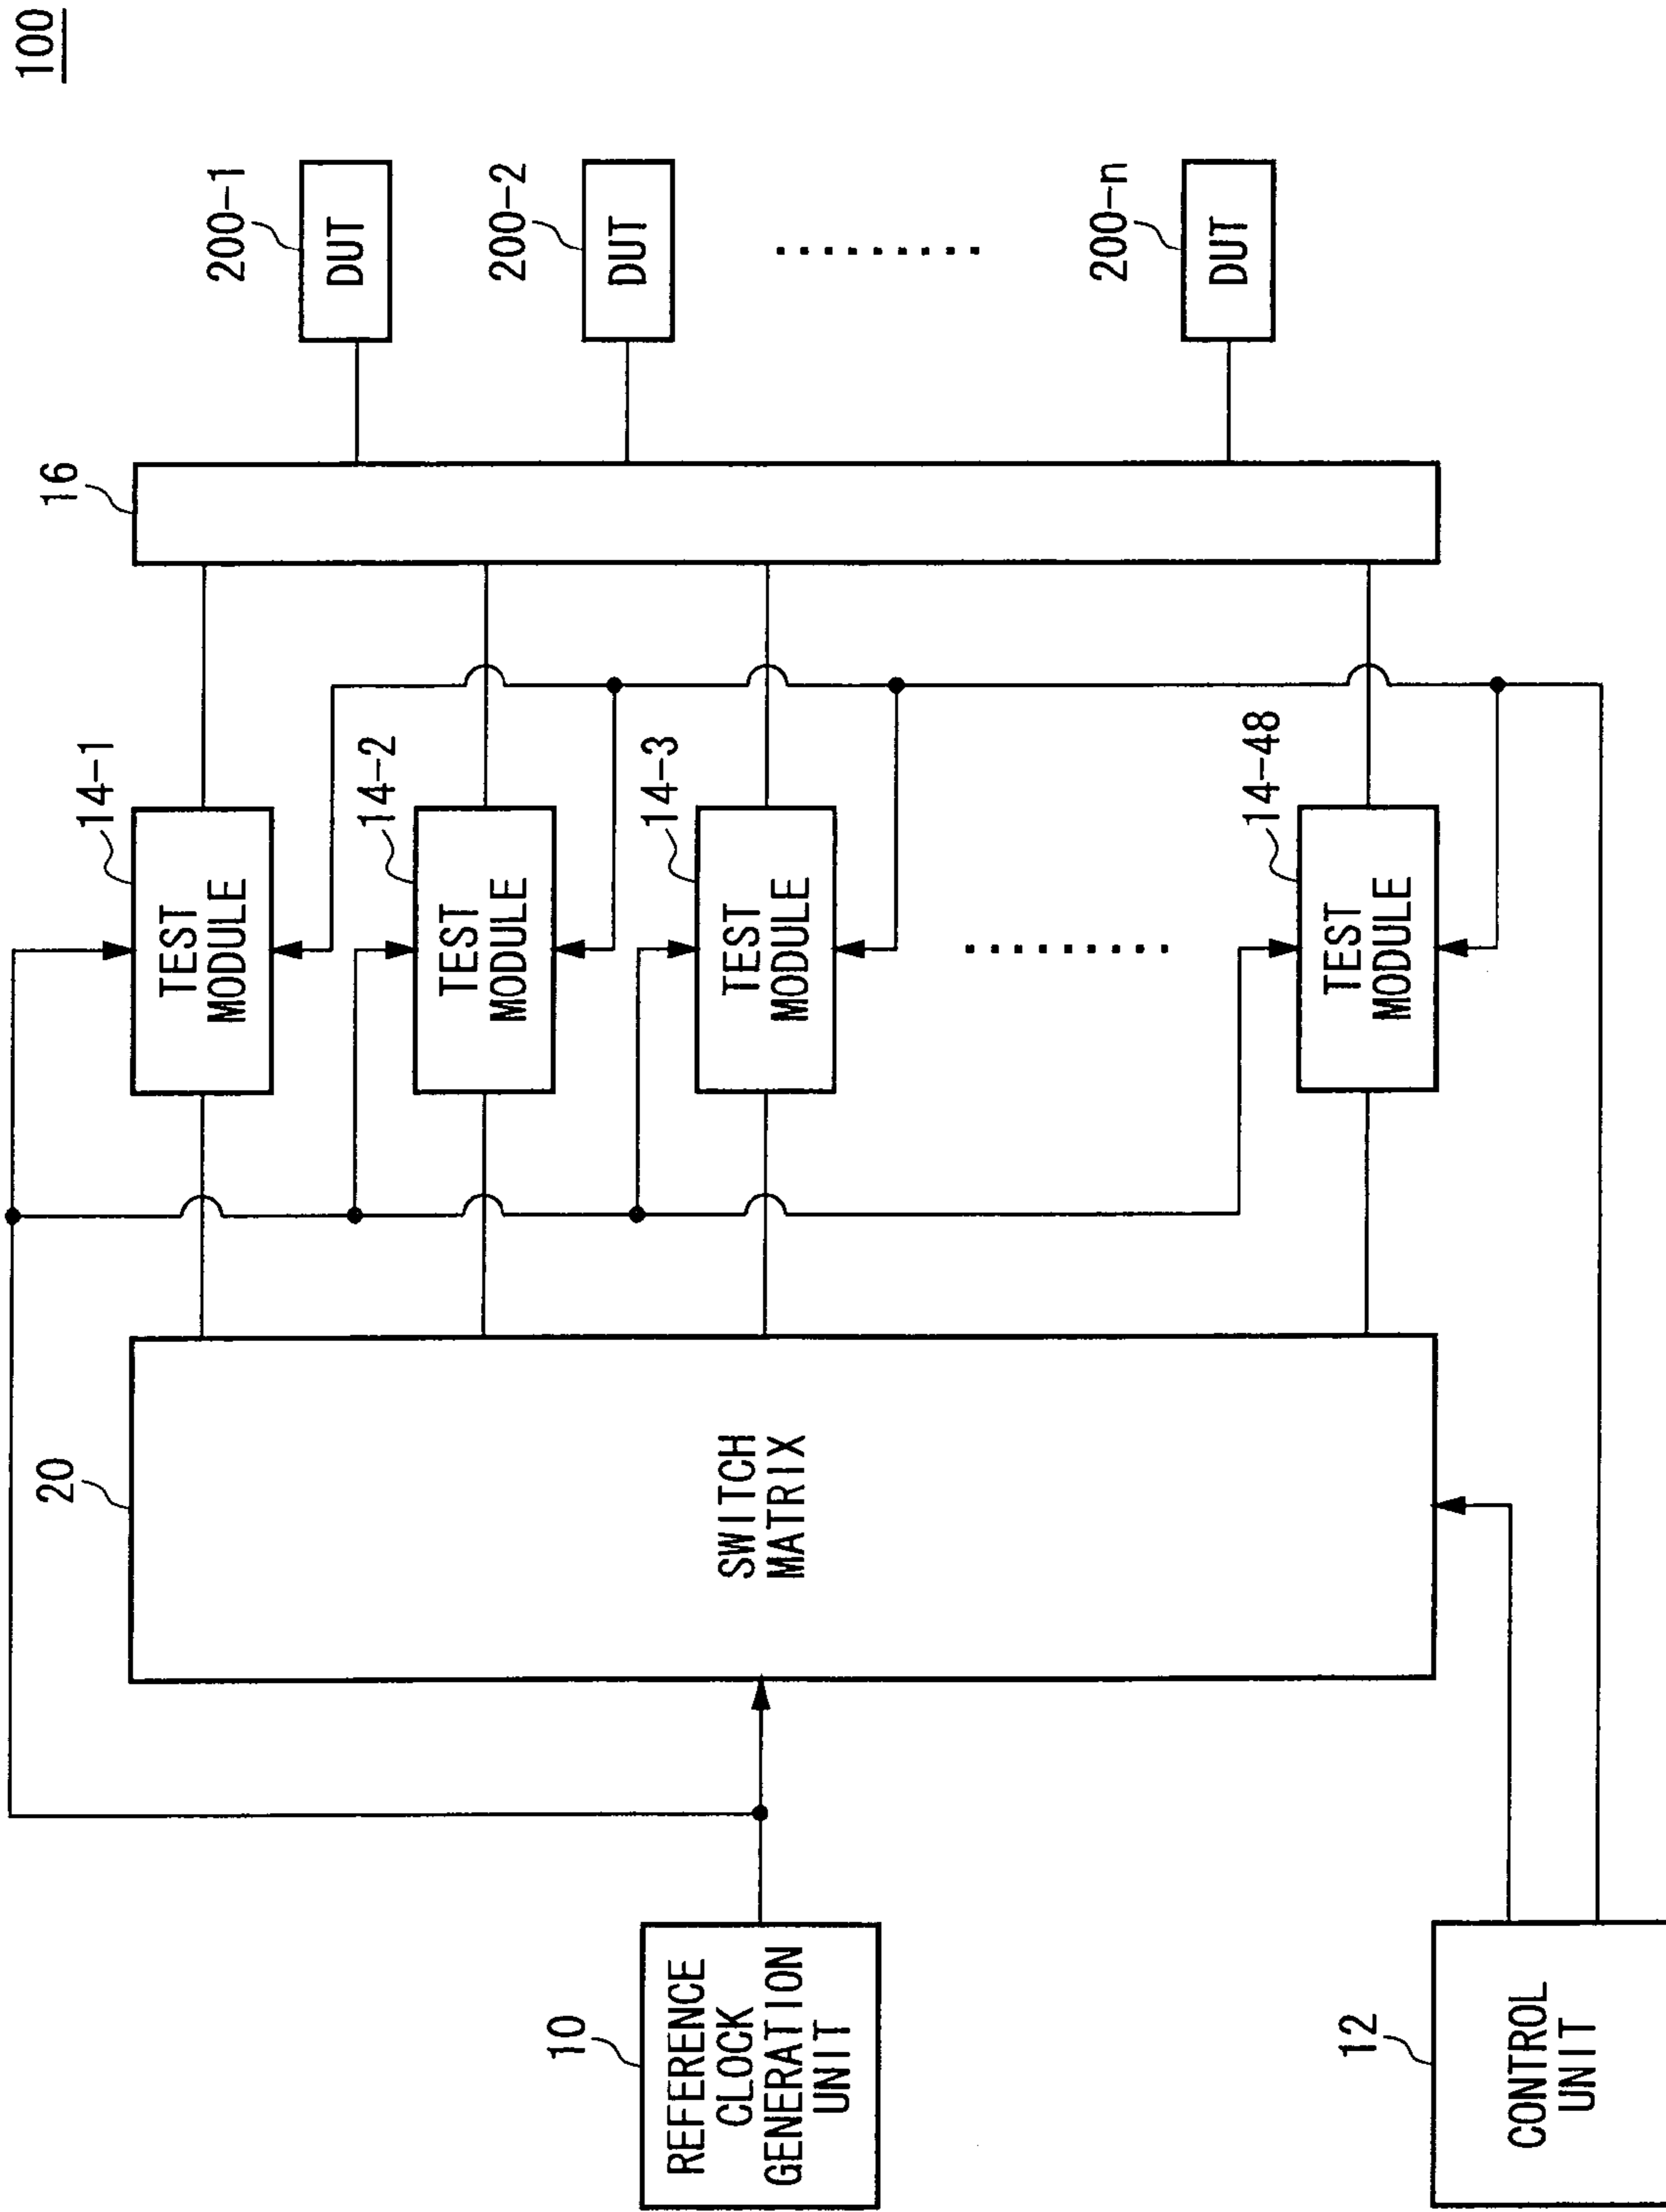 100
10
REFERENCE
CLOCK
GENERATION
UNIT
12
CONTROL
UNIT
20
SWITCH
MATRIX
14-1
TEST
MODULE
14-2
TEST
MODULE
14-3
TEST
MODULE
14-48
TEST
MODULE
16
200-1
DUT
200-2
DUT
200-n
DUT